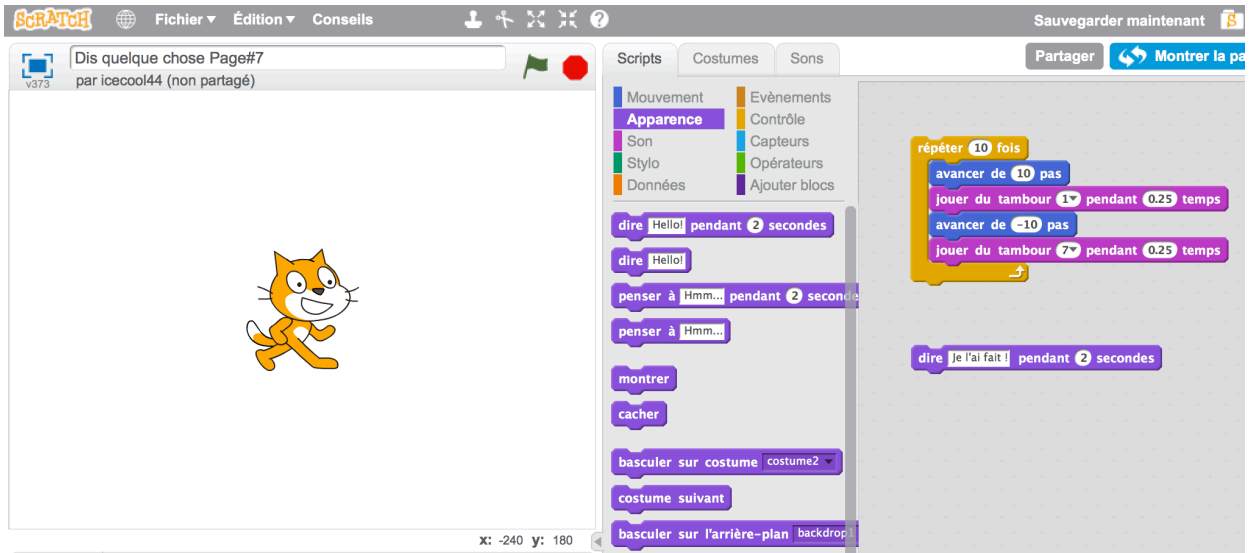 SCRATCH Fichier Édition Conseils Sauvegarder maintenant
Dis quelque chose Page#7
par icecool44 (non partagé)
v373
Scripts Costumes Sons
Partager Montrer la pa
Mouvement Evènements
Apparence Contrôle
Son Capteurs
Stylo Opérateurs
Données Ajouter blocs
dire Hello! pendant 2 secondes
dire Hello!
penser à Hmm... pendant 2 seconde
penser à Hmm...
montrer
cacher
basculer sur costume costume2
costume suivant
basculer sur l'arrière-plan backdrop1
répéter 10 fois
avancer de 10 pas
jouer du tambour 1 pendant 0.25 temps
avancer de -10 pas
jouer du tambour 7 pendant 0.25 temps
dire Je l'ai fait ! pendant 2 secondes
x: -240 y: 180